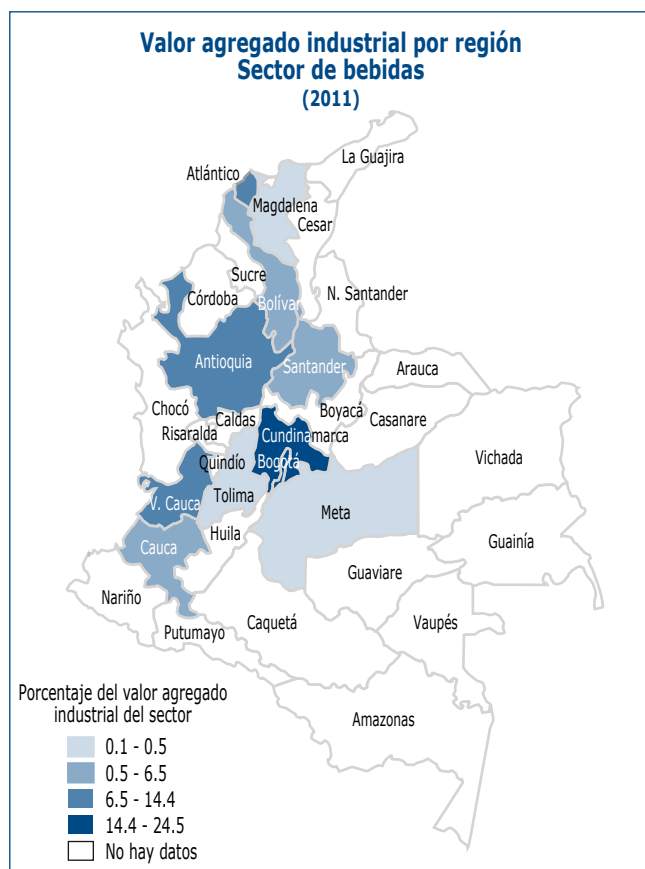 Valor agregado industrial por región
Sector de bebidas
(2011)
La Guajira
Atlántico
Magdalena
Cesar
Sucre
N. Santander
Córdoba
Bolívar
Antioquia
Santander
Arauca
Chocó
Caldas
Boyacá
Casanare
Risaralda
Cundinamarca
Quindío
Bogotá
Vichada
Tolima
V. Cauca
Meta
Huila
Cauca
Guainía
Guaviare
Nariño
Caquetá
Vaupés
Putumayo
Amazonas
Porcentaje del valor agregado
industrial del sector
0.1 - 0.5
0.5 - 6.5
6.5 - 14.4
14.4 - 24.5
No hay datos